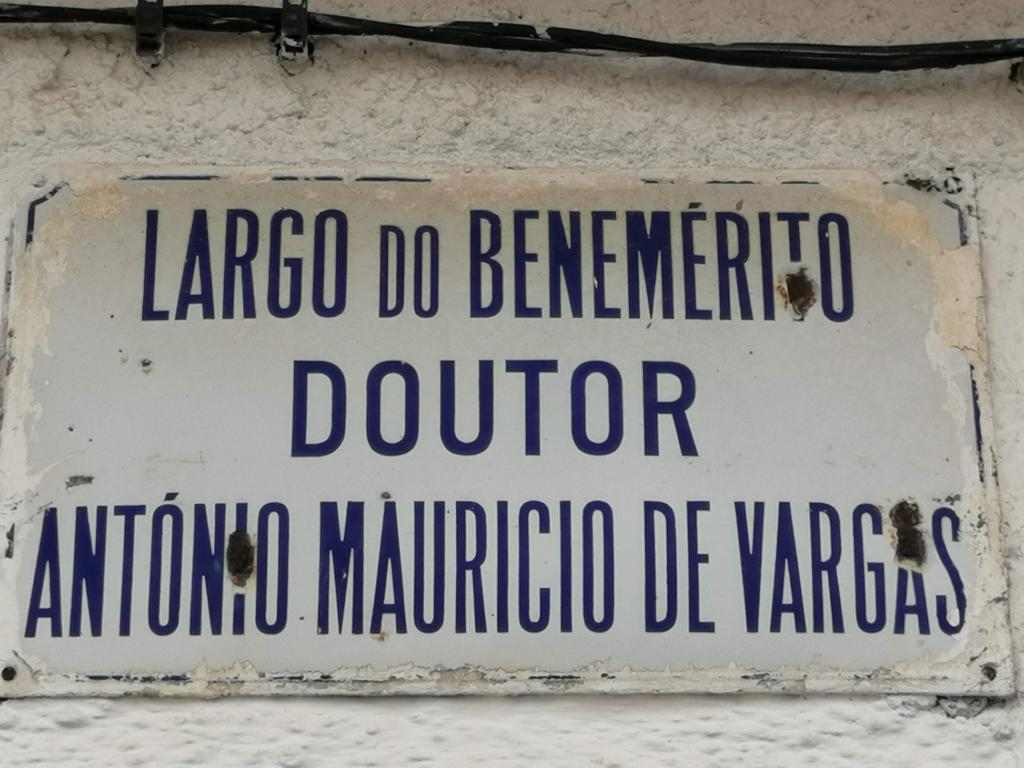 LARGO DO BENEMÉRITO
DOUTOR
ANTÓNIO MAURICIO DE VARGAS